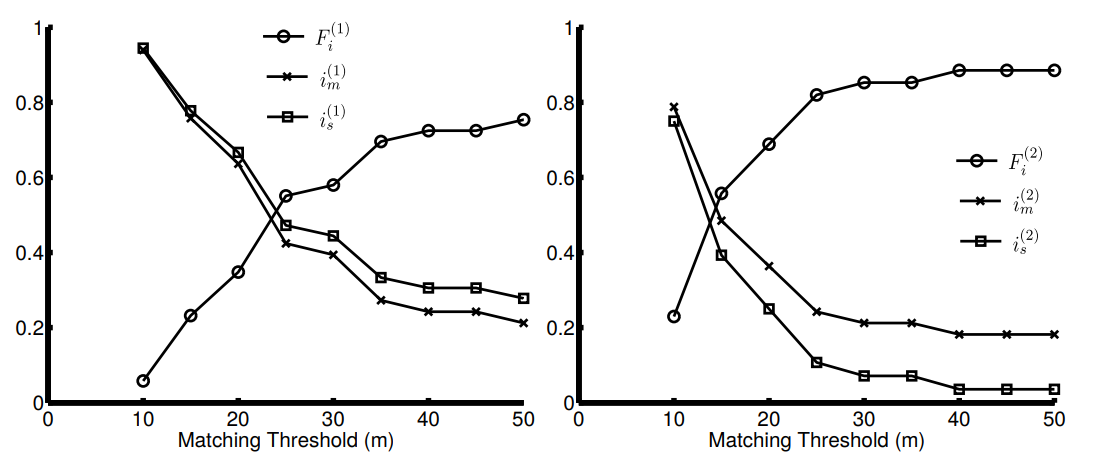 1
0.8
0.6
0.4
0.2
0
0 10 20 30 40 50
Matching Threshold (m)
F_i^{(1)}
i_m^{(1)}
i_s^{(1)}
1
0.8
0.6
0.4
0.2
0
0 10 20 30 40 50
Matching Threshold (m)
F_i^{(2)}
i_m^{(2)}
i_s^{(2)}